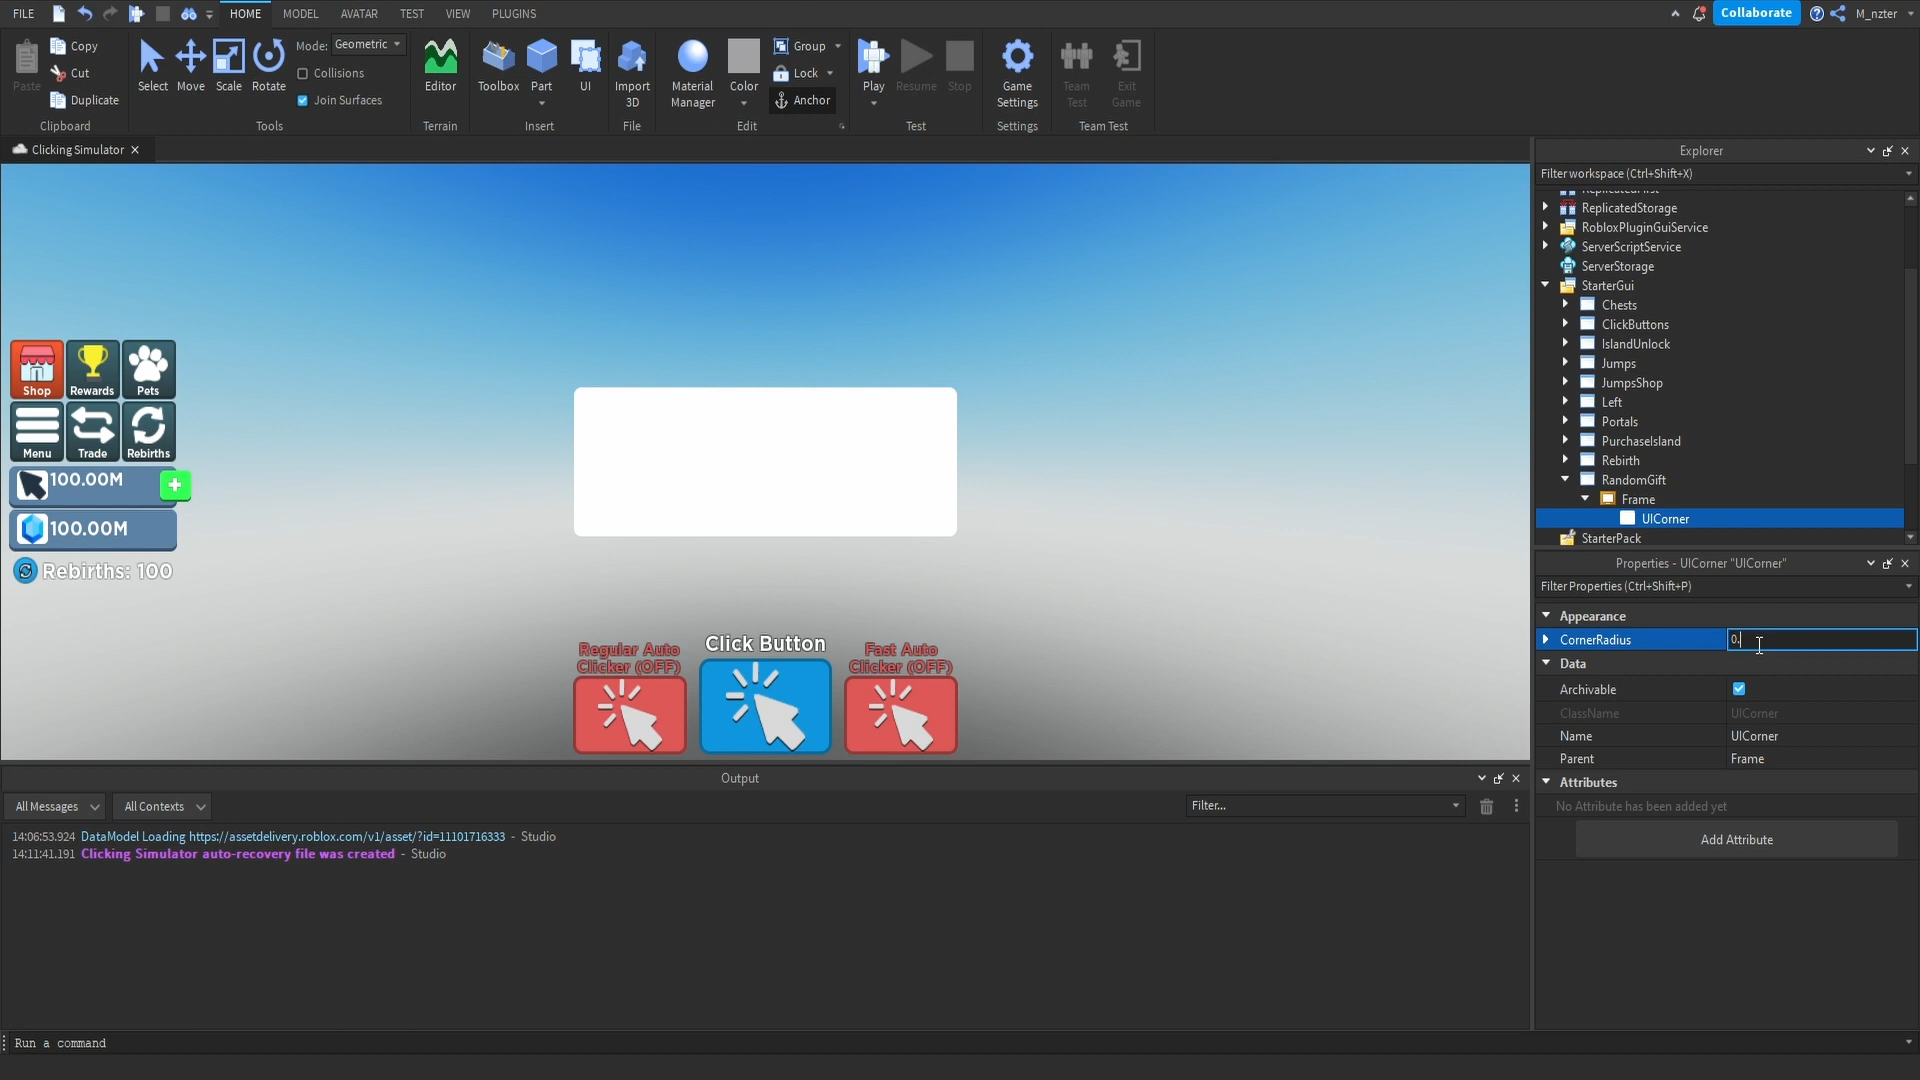 FILE HOME MODEL AVATAR TEST VIEW PLUGINS Collaborate M_nzter
Paste Copy Cut Duplicate Clipboard
Select Move Scale Rotate Mode: Geometric Collisions Join Surfaces Tools
Editor Terrain
Toolbox Part UI Insert
Import 3D File
Material Manager Color Group Lock Anchor Edit
Play Resume Stop Test
Game Settings Settings
Team Test Exit Game Team Test
Clicking Simulator
Shop Rewards Pets
Menu Trade Rebirths
100.00M
100.00M
Rebirths: 100
Regular Auto Clicker (OFF)
Click Button
Fast Auto Clicker (OFF)
Explorer
Filter workspace (Ctrl+Shift+X)
ReplicatedFirst
ReplicatedStorage
RobloxPluginGuiService
ServerScriptService
ServerStorage
StarterGui
Chests
ClickButtons
IslandUnlock
Jumps
JumpsShop
Left
Portals
PurchaseIsland
Rebirth
RandomGift
Frame
UICorner
StarterPack
Properties - UICorner "UICorner"
Filter Properties (Ctrl+Shift+P)
Appearance
CornerRadius 0.
Data
Archivable
ClassName UICorner
Name UICorner
Parent Frame
Attributes
No Attribute has been added yet
Add Attribute
Output
All Messages All Contexts Filter...
14:06:53.924 DataModel Loading https://assetdelivery.roblox.com/v1/asset/?id=11101716333 - Studio
14:11:41.191 Clicking Simulator auto-recovery file was created - Studio
Run a command